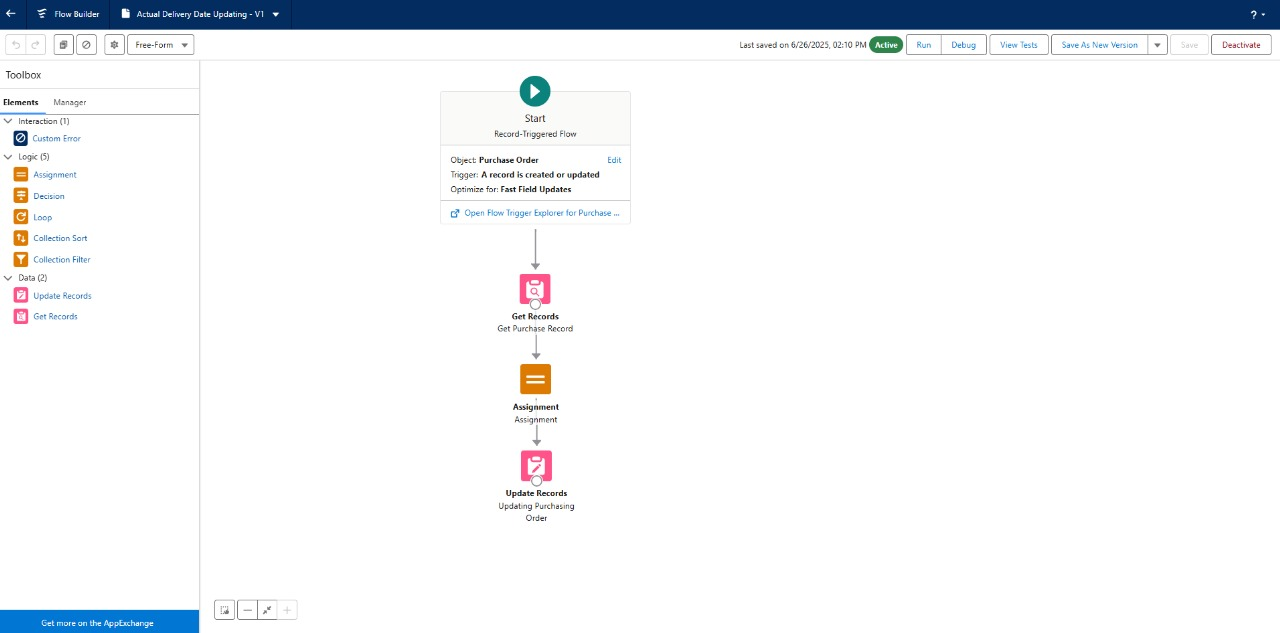 Flow Builder
Actual Delivery Date Updating - V1
?
Free-Form
Last saved on 6/26/2025, 02:10 PM
Active
Run
Debug
View Tests
Save As New Version
Save
Deactivate
Toolbox
Elements
Manager
Interaction (1)
Custom Error
Logic (5)
Assignment
Decision
Loop
Collection Sort
Collection Filter
Data (2)
Update Records
Get Records
Get more on the AppExchange
Start
Record-Triggered Flow
Object: Purchase Order
Edit
Trigger: A record is created or updated
Optimize for: Fast Field Updates
Open Flow Trigger Explorer for Purchase ...
Get Records
Get Purchase Record
Assignment
Assignment
Update Records
Updating Purchasing
Order